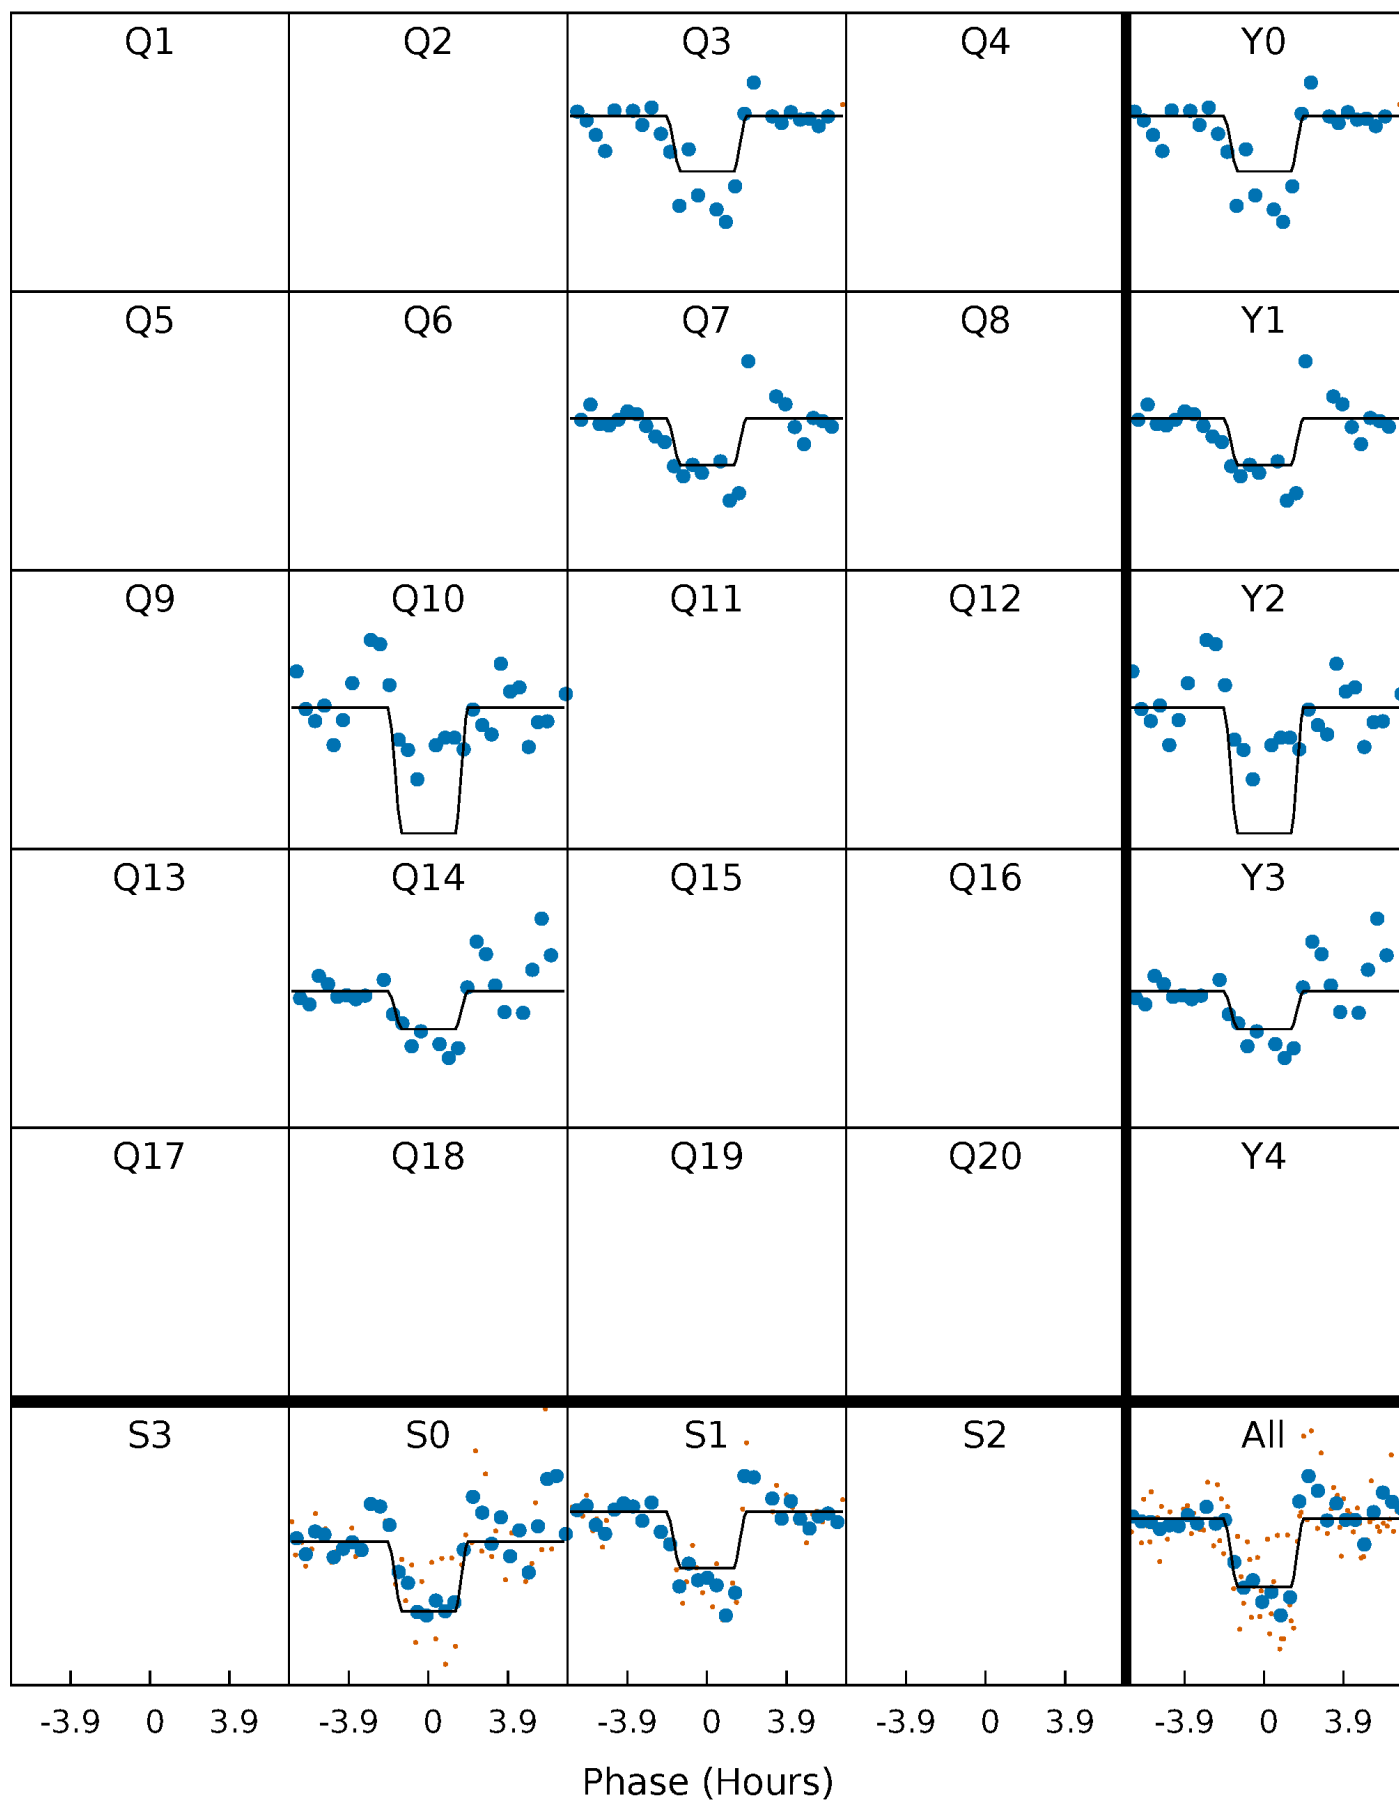 Q1 Q2 Q3 Q4 Y0
Q5 Q6 Q7 Q8 Y1
Q9 Q10 Q11 Q12 Y2
Q13 Q14 Q15 Q16 Y3
Q17 Q18 Q19 Q20 Y4
S3 S0 S1 S2 All
-3.9 0 3.9 -3.9 0 3.9 -3.9 0 3.9 -3.9 0 3.9 -3.9 0 3.9
Phase (Hours)